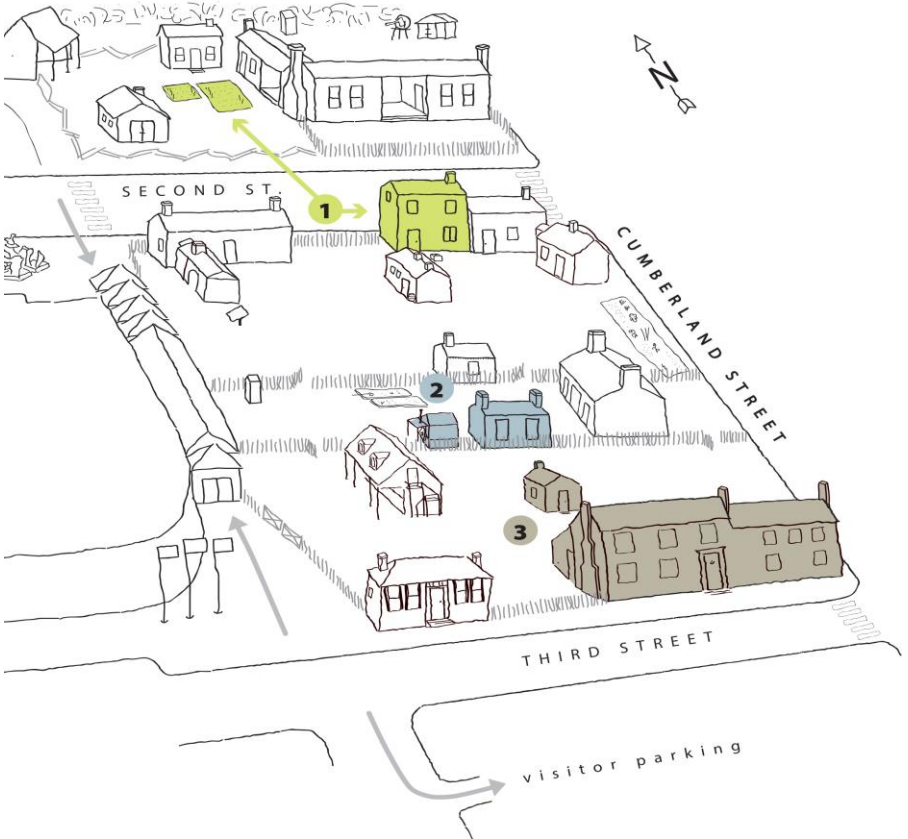 N
SECOND ST.
1
CUMBERLAND STREET
2
3
THIRD STREET
visitor parking